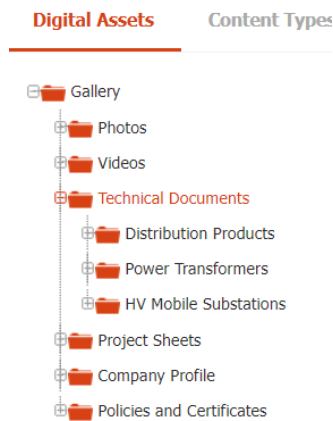 Digital Assets Content Types
Gallery
Photos
Videos
Technical Documents
Distribution Products
Power Transformers
HV Mobile Substations
Project Sheets
Company Profile
Policies and Certificates